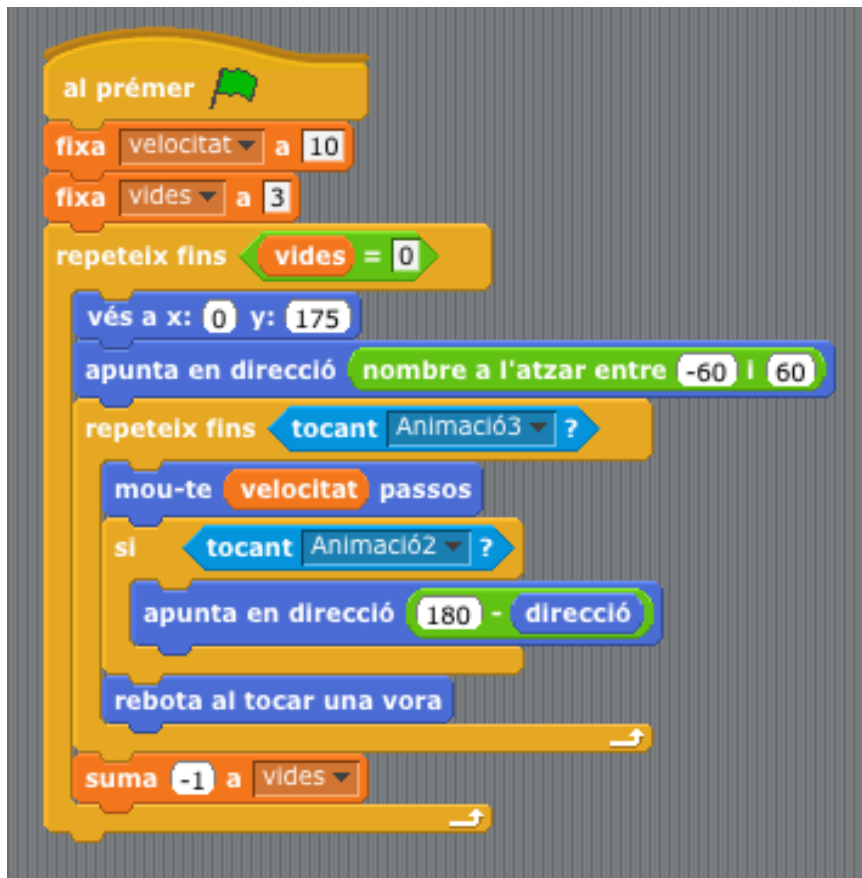 al prémer
fixa velocitat a 10
fixa vides a 3
repeteix fins vides = 0
vés a x: 0 y: 175
apunta en direcció nombre a l'atzar entre -60 i 60
repeteix fins tocant Animació3 ?
mou-te velocitat passos
si tocant Animació2 ?
apunta en direcció 180 - direcció
rebota al tocar una vora
suma -1 a vides